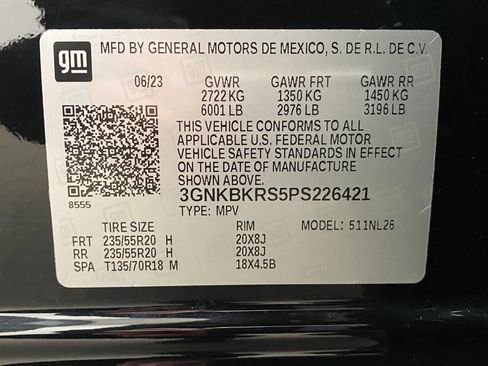 gm
MFD BY GENERAL MOTORS DE MEXICO, S. DE R.L. DE C.V.
06/23 GVWR GAWR FRT GAWR RR
2722 KG 1350 KG 1450 KG
6001 LB 2976 LB 3196 LB
THIS VEHICLE CONFORMS TO ALL
APPLICABLE U.S. FEDERAL MOTOR
VEHICLE SAFETY STANDARDS IN EFFECT
ON THE DATE OF MANUFACTURE
SHOWN ABOVE.
8555
3GNKBKRS5PS226421
TYPE: MPV
TIRE SIZE RIM MODEL: 511NL26
FRT 235/55R20 H 20X8J
RR 235/55R20 H 20X8J
SPA T135/70R18 M 18X4.5B